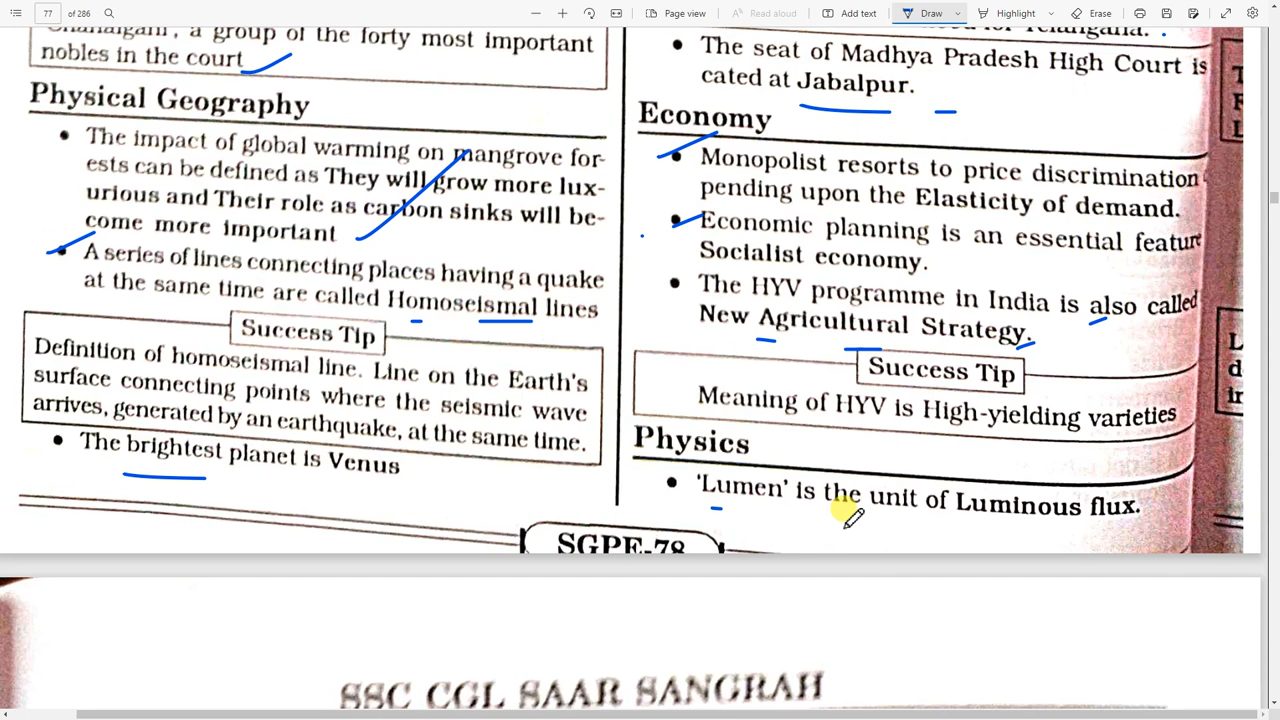 77
of 286
Page view
Read aloud
Add text
Draw
Highlight
Erase
a group of the forty most important
nobles in the court
Physical Geography
• The impact of global warming on mangrove for-
ests can be defined as They will grow more lux-
urious and Their role as carbon sinks will be-
come more important
• A series of lines connecting places having a quake
at the same time are called Homoseismal lines
Success Tip
Definition of homoseismal line. Line on the Earth's
surface connecting points where the seismic wave
arrives, generated by an earthquake, at the same time.
• The brightest planet is Venus
Telangana.
• The seat of Madhya Pradesh High Court is
cated at Jabalpur.
Economy
• Monopolist resorts to price discrimination
pending upon the Elasticity of demand.
• Economic planning is an essential featur
Socialist economy.
• The HYV programme in India is also called
New Agricultural Strategy.
Success Tip
Meaning of HYV is High-yielding varieties
Physics
• 'Lumen' is the unit of Luminous flux.
SGPE-78
SSC CGL SAAR SANGRAH